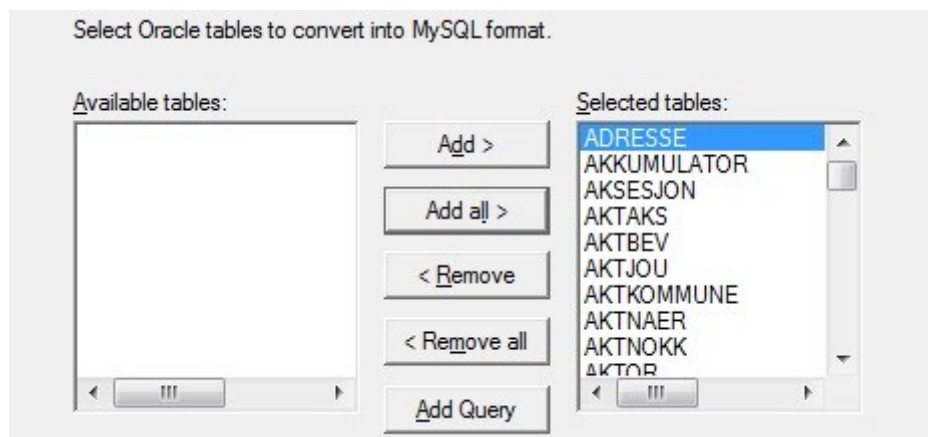 Select Oracle tables to convert into MySQL format.
Available tables:
Add >
Add all >
< Remove
< Remove all
Add Query
Selected tables:
ADRESSE
AKKUMULATOR
AKSESJON
AKTAKS
AKTBEV
AKTJOU
AKTKOMMUNE
AKTNAER
AKTNOKK
AKTOR